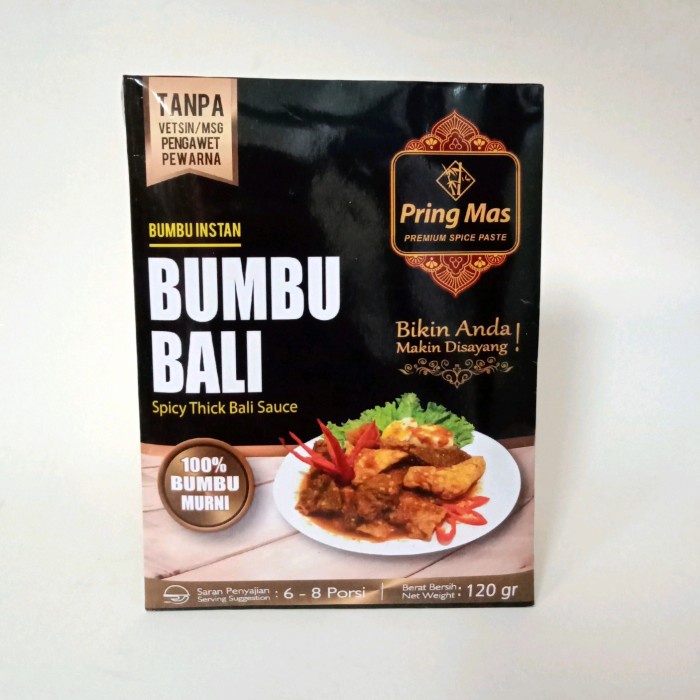 TANPA
VETSIN/MSG
PENGAWET
PEWARNA
Pring Mas
PREMIUM SPICE PASTE
BUMBU INSTAN
BUMBU
BALI
Spicy Thick Bali Sauce
Bikin Anda
Makin Disayang !
100%
BUMBU
MURNI
Saran Penyajian
Serving Suggestion : 6 - 8 Porsi
Berat Bersih
Net Weight : 120 gr